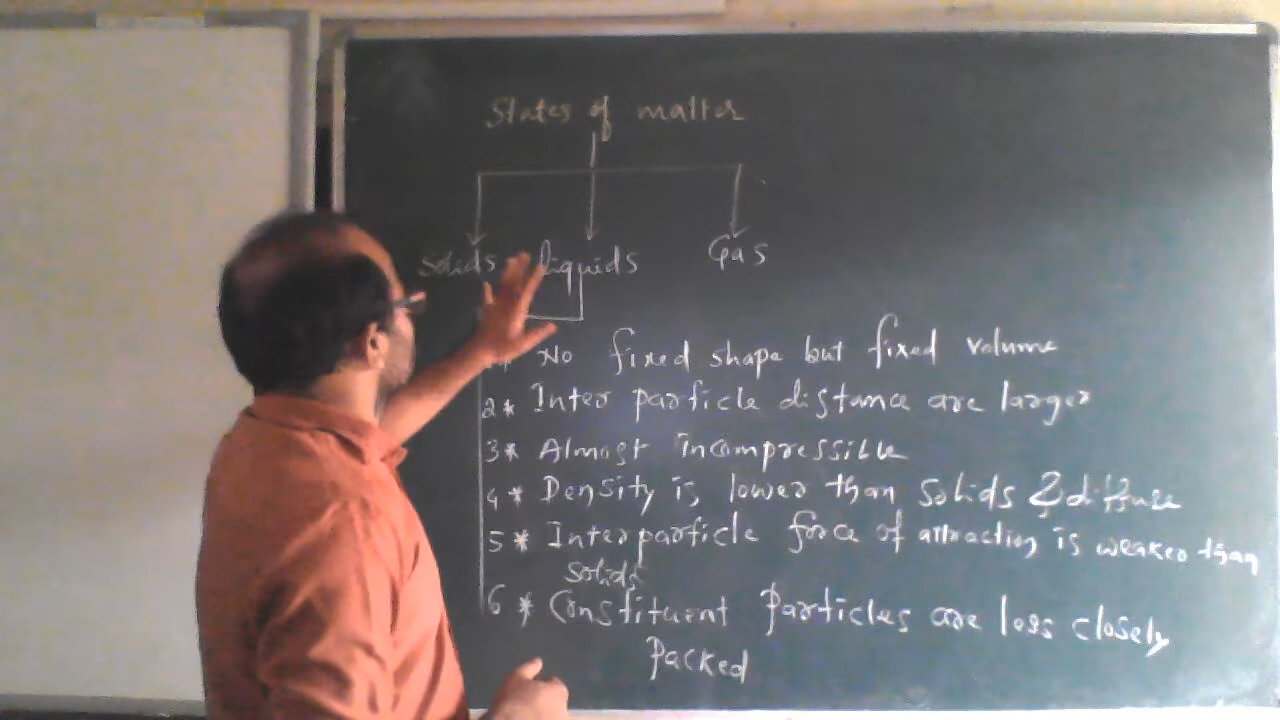 States of matter
Solids liquids Gas
No fixed shape but fixed volume
2* Inter particle distance are larger
3* Almost incompressible
4* Density is lower than solids & diffuse
5* Interparticle force of attraction is weaker than
solids
6* Constituent particles are less closely
packed